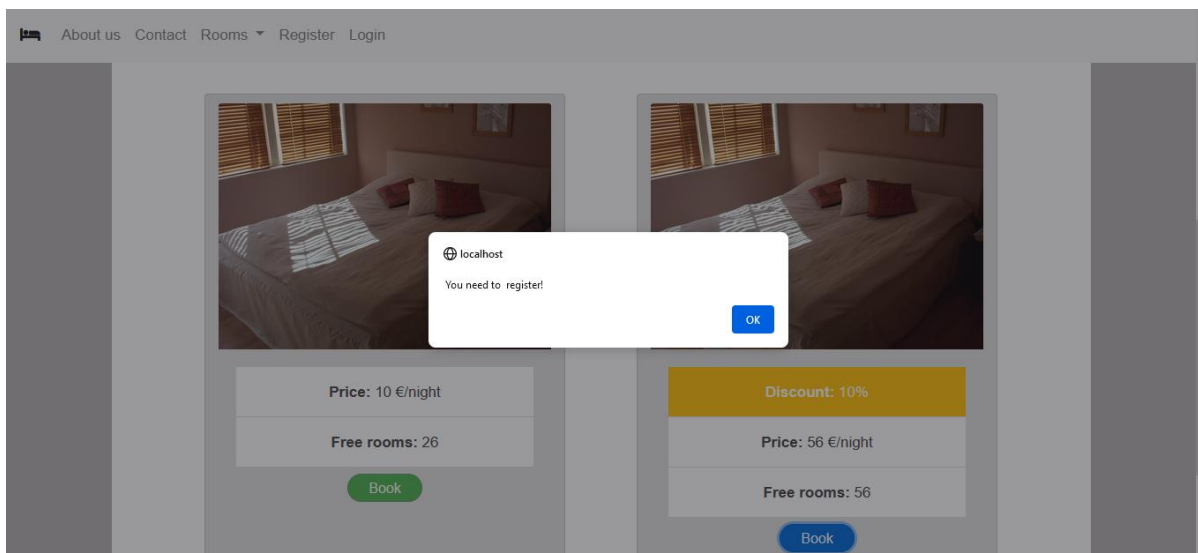 About us Contact Rooms Register Login
localhost
You need to  register!
OK
Price: 10 €/night
Free rooms: 26
Book
Discount: 10%
Price: 56 €/night
Free rooms: 56
Book